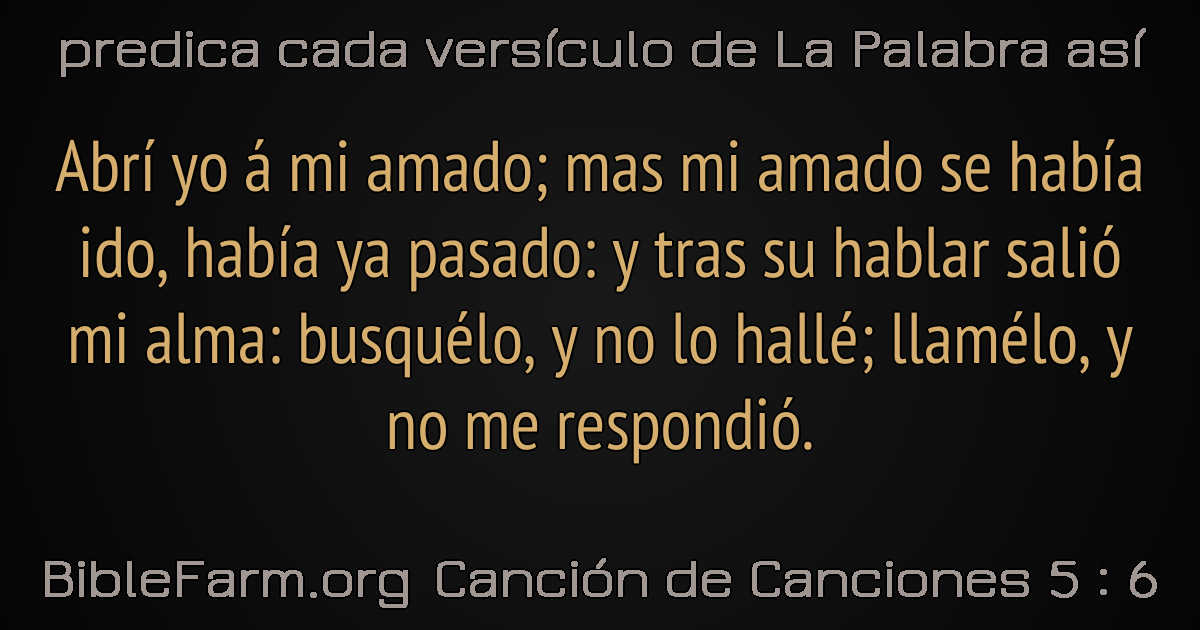 predica cada versículo de La Palabra así
Abrí yo á mi amado; mas mi amado se había
ido, había ya pasado: y tras su hablar salió
mi alma: busquélo, y no lo hallé; llamélo, y
no me respondió.
BibleFarm.org Canción de Canciones 5 : 6